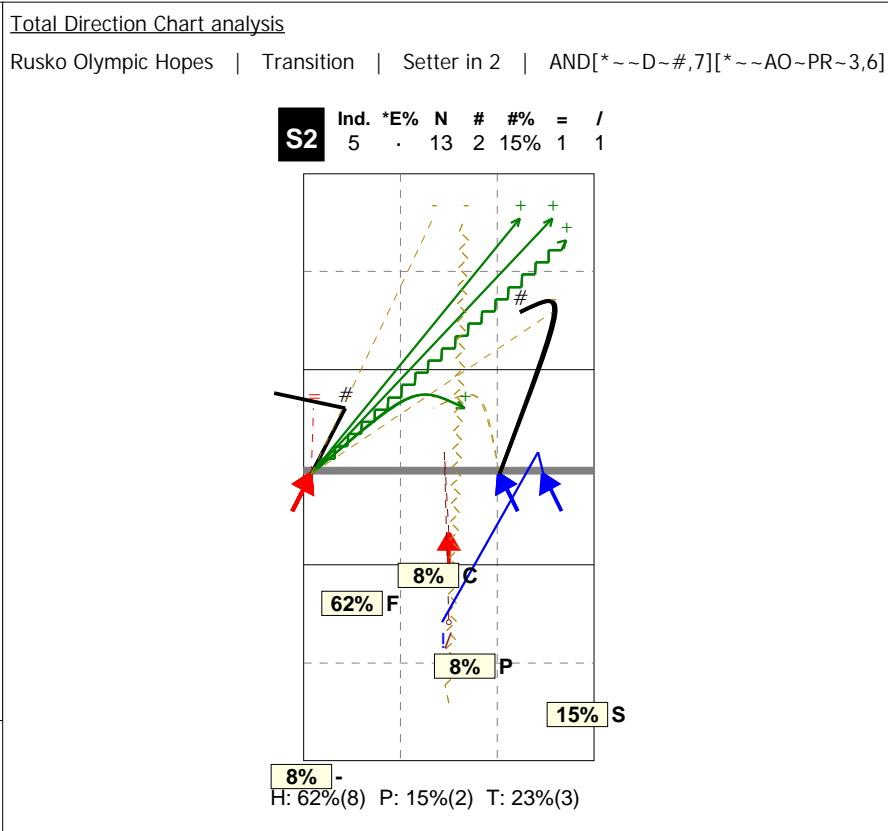 Total Direction Chart analysis
Rusko Olympic Hopes | Transition | Setter in 2 | AND[*~~D~#,7][*~~AO~PR~3,6]
Ind. *E% N # #% = /
S2 5 . 13 2 15% 1 1
- - + +
+
#
= #
+
8% C
62% F
! /
8% P
15% S
8% -
H: 62%(8) P: 15%(2) T: 23%(3)